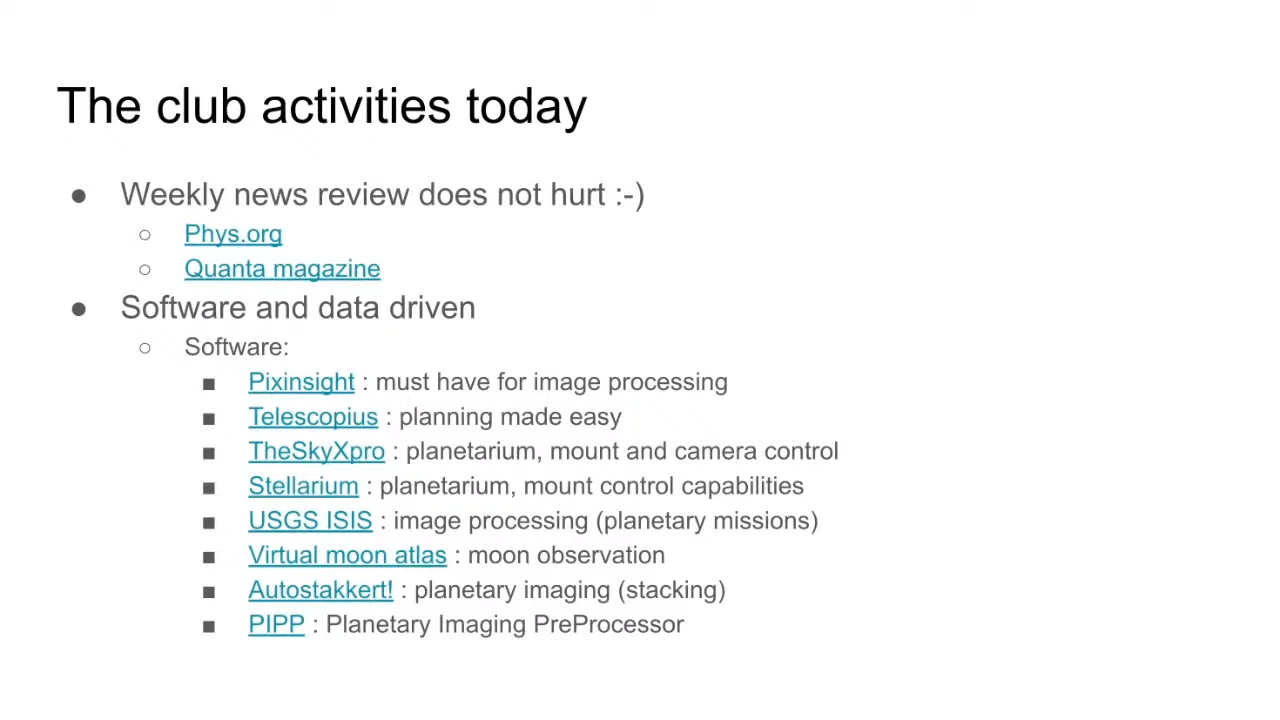 The club activities today
● Weekly news review does not hurt :-)
○ Phys.org
○ Quanta magazine
● Software and data driven
○ Software:
■ Pixinsight : must have for image processing
■ Telescopius : planning made easy
■ TheSkyXpro : planetarium, mount and camera control
■ Stellarium : planetarium, mount control capabilities
■ USGS ISIS : image processing (planetary missions)
■ Virtual moon atlas : moon observation
■ Autostakkert! : planetary imaging (stacking)
■ PIPP : Planetary Imaging PreProcessor